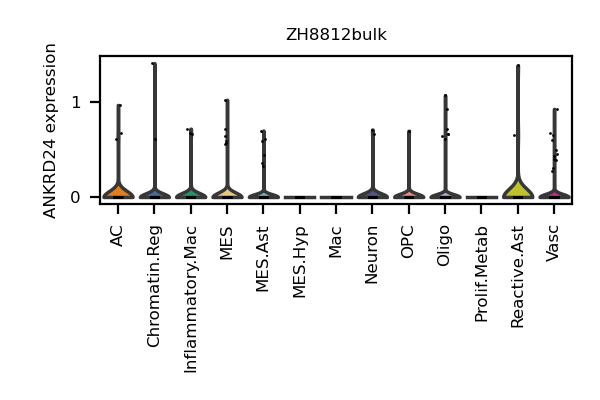 ZH8812bulk
ANKRD24 expression
1
0
AC
Chromatin.Reg
Inflammatory.Mac
MES
MES.Ast
MES.Hyp
Mac
Neuron
OPC
Oligo
Prolif.Metab
Reactive.Ast
Vasc